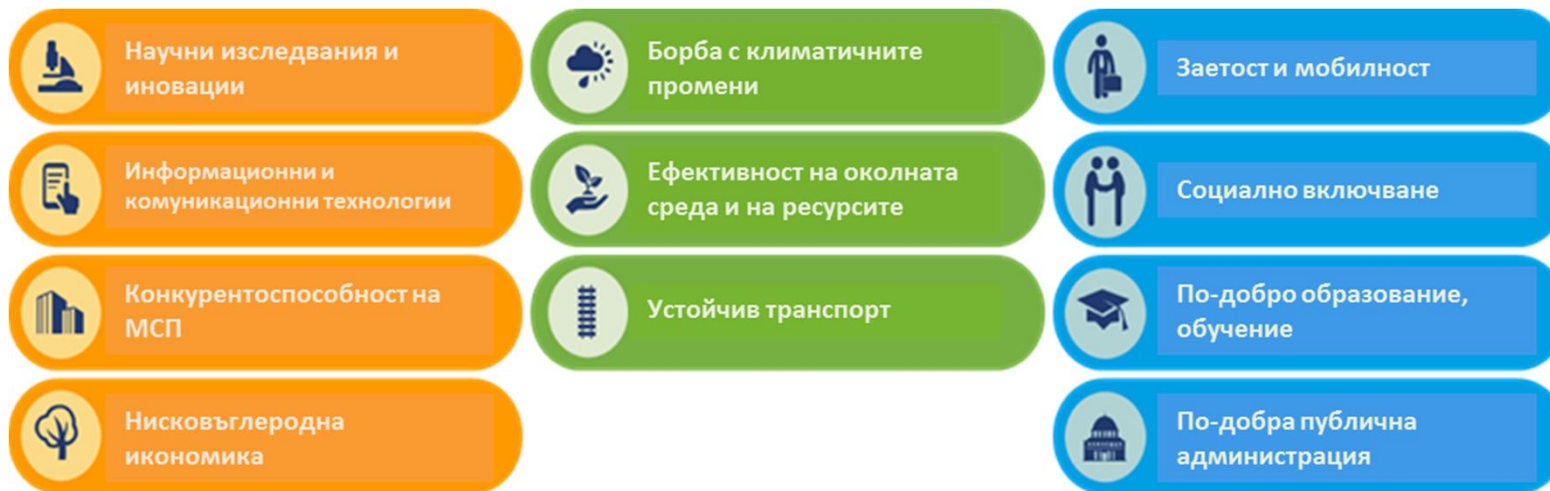 Научни изследвания и
иновации
Информационни и
комуникационни технологии
Конкурентоспособност на
МСП
Нисковъглеродна
икономика
Борба с климатичните
промени
Ефективност на околната
среда и на ресурсите
Устойчив транспорт
Заетост и мобилност
Социално включване
По-добро образование,
обучение
По-добра публична
администрация